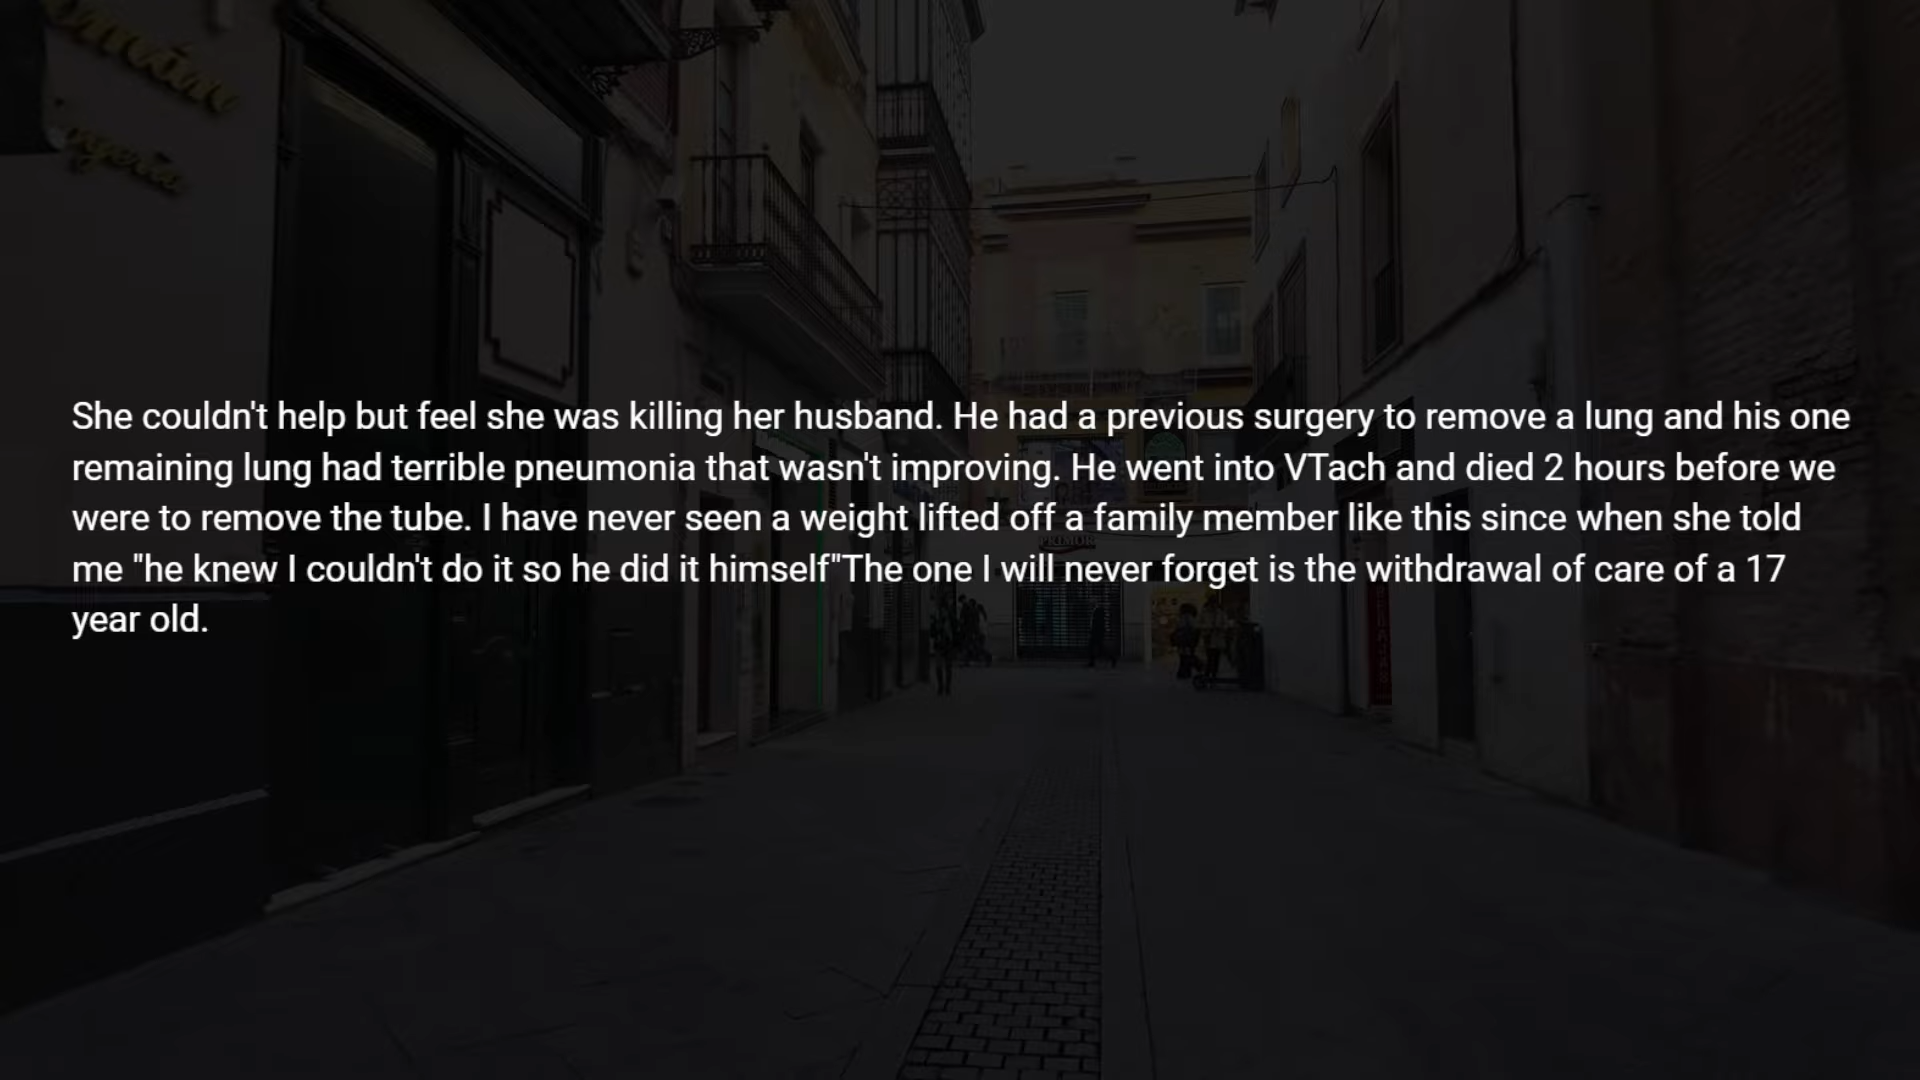 She couldn't help but feel she was killing her husband. He had a previous surgery to remove a lung and his one
remaining lung had terrible pneumonia that wasn't improving. He went into VTach and died 2 hours before we
were to remove the tube. I have never seen a weight lifted off a family member like this since when she told
me "he knew I couldn't do it so he did it himself"The one I will never forget is the withdrawal of care of a 17
year old.
PRIMOR